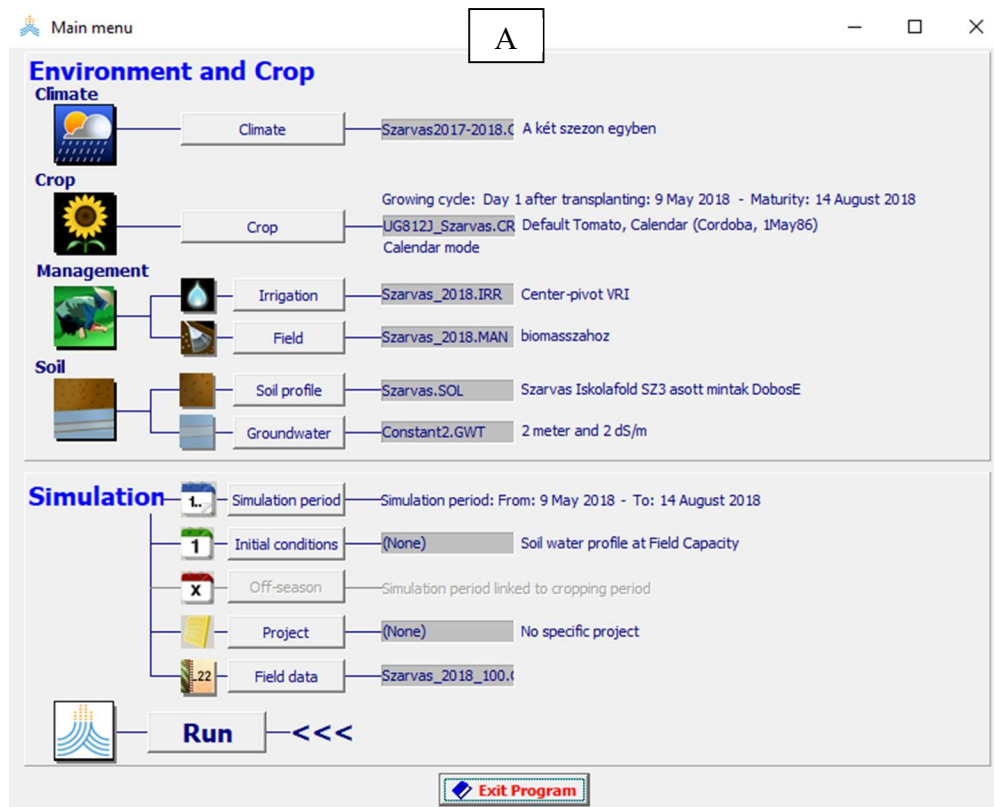 Main menu
A
Environment and Crop
Climate
Climate
Szarvas2017-2018.C A két szezon egyben
Crop
Growing cycle: Day 1 after transplanting: 9 May 2018 - Maturity: 14 August 2018
Crop
UG812J_Szarvas.CR Default Tomato, Calendar (Cordoba, 1May86)
Calendar mode
Management
Irrigation
Szarvas_2018.IRR Center-pivot VRI
Field
Szarvas_2018.MAN biomasszahoz
Soil
Soil profile
Szarvas.SOL Szarvas Iskolafold SZ3 asott mintak DobosE
Groundwater
Constant2.GWT 2 meter and 2 dS/m
Simulation
1..
Simulation period
Simulation period: From: 9 May 2018 - To: 14 August 2018
1
Initial conditions
(None) Soil water profile at Field Capacity
x
Off-season
Simulation period linked to cropping period
Project
(None) No specific project
.22
Field data
Szarvas_2018_100.(
Run
<<<
Exit Program